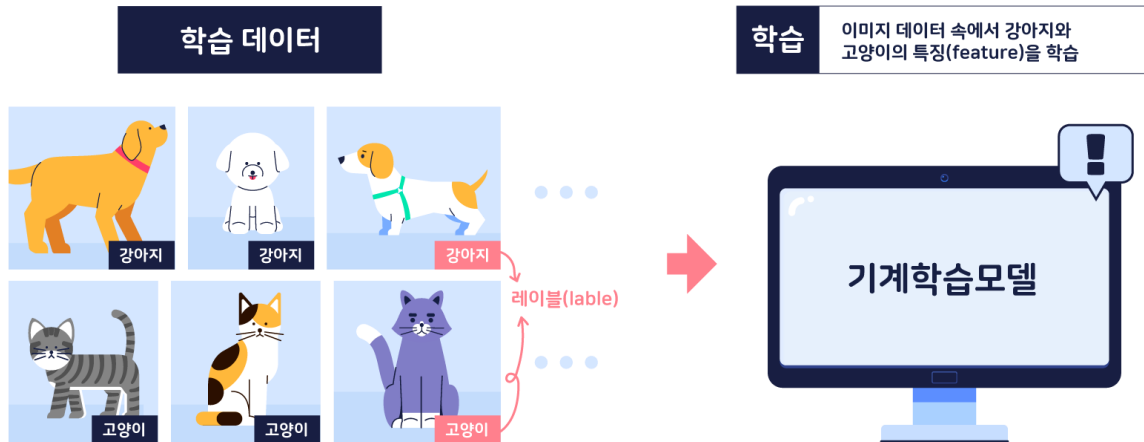 학습 데이터
학습
이미지 데이터 속에서 강아지와
고양이의 특징(feature)을 학습
강아지
강아지
강아지
레이블(lable)
고양이
고양이
고양이
기계학습모델
!